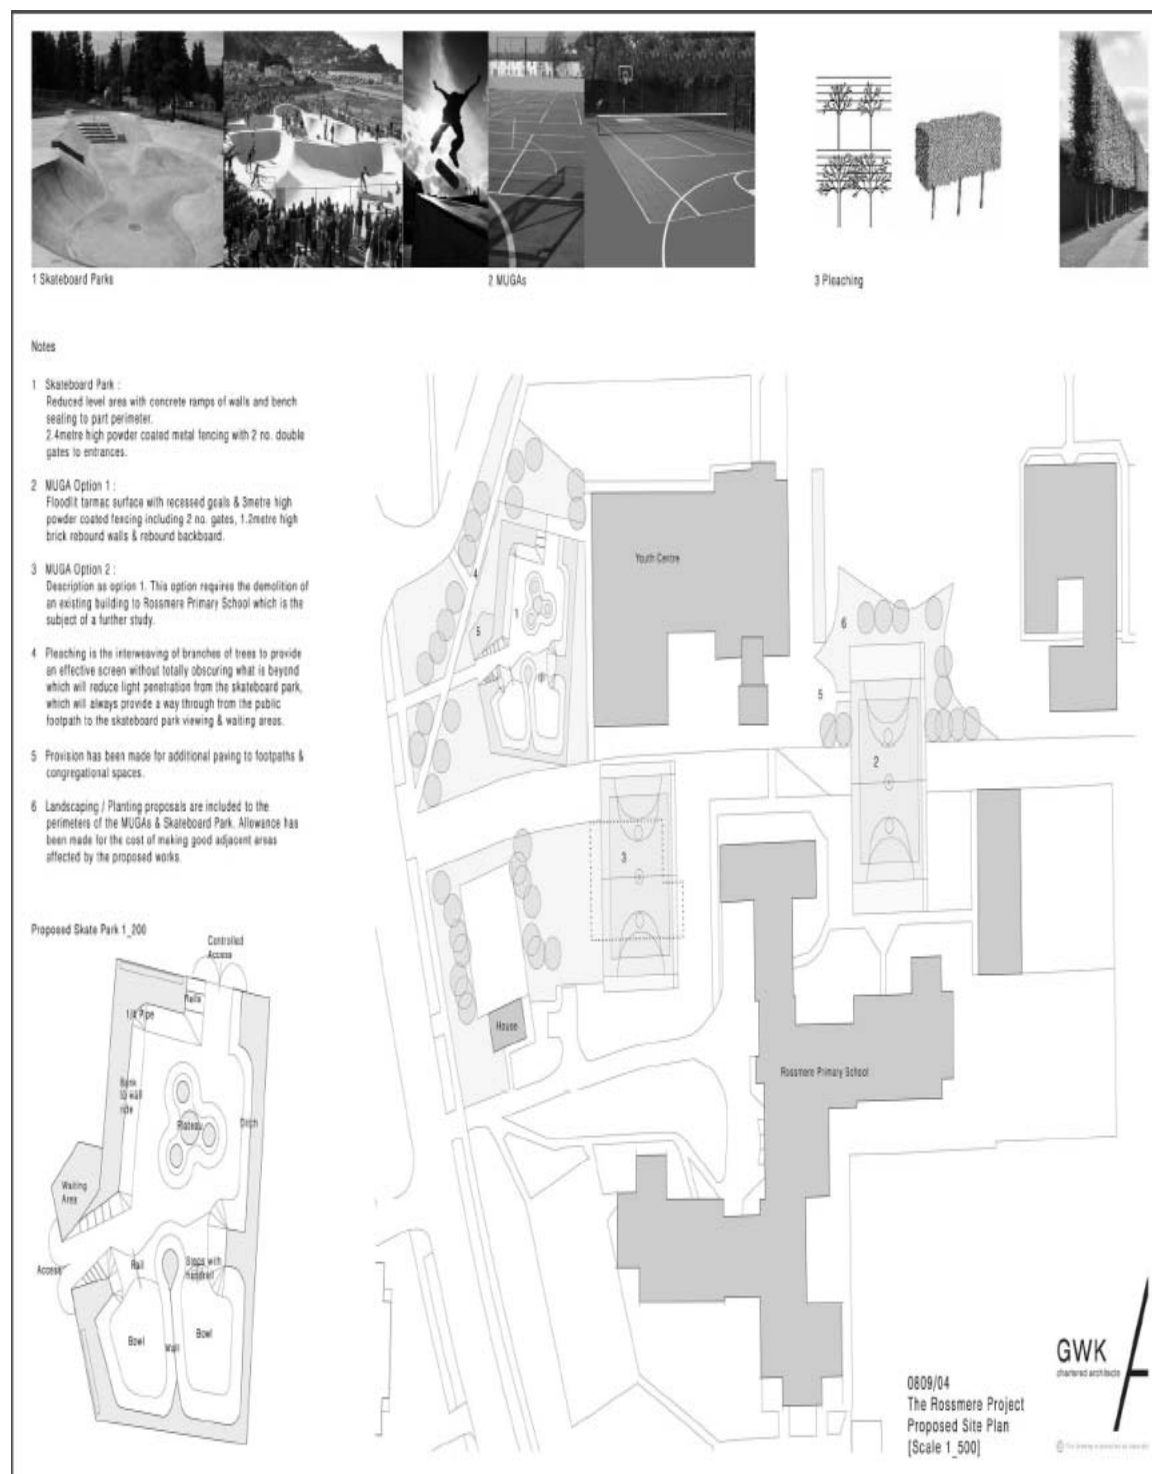 1 Skateboard Parks
2 MUGAs
3 Pleaching
Notes
1 Skateboard Park :
Reduced level area with concrete ramps of walls and bench
seating to part perimeter.
2.4metre high powder coated metal fencing with 2 no. double
gates to entrances.
2 MUGA Option 1 :
Floodlit tarmac surface with recessed goals & 3metre high
powder coated fencing including 2 no. gates, 1.2metre high
brick rebound walls & rebound backboard.
3 MUGA Option 2 :
Description as option 1. This option requires the demolition of
an existing building to Rossmere Primary School which is the
subject of a further study.
4 Pleaching is the interweaving of branches of trees to provide
an effective screen without totally obscuring what is beyond
which will reduce light penetration from the skateboard park,
which will always provide a way through from the public
footpath to the skateboard park viewing & waiting areas.
5 Provision has been made for additional paving to footpaths &
congregational spaces.
6 Landscaping / Planting proposals are included to the
perimeters of the MUGAs & Skateboard Park. Allowance has
been made for the cost of making good adjacent areas
affected by the proposed works.
Proposed Skate Park 1_200
Controlled
Access
Rails
1/4 Pipe
Bank
to wall
ride
Plateau
Ditch
Waiting
Area
Access
Rail
Steps with
handrail
Bowl
Wall
Bowl
Youth Centre
4
1
5
6
5
2
3
House
Rossmere Primary School
0809/04
The Rossmere Project
Proposed Site Plan
[Scale 1_500]
GWK
chartered architects